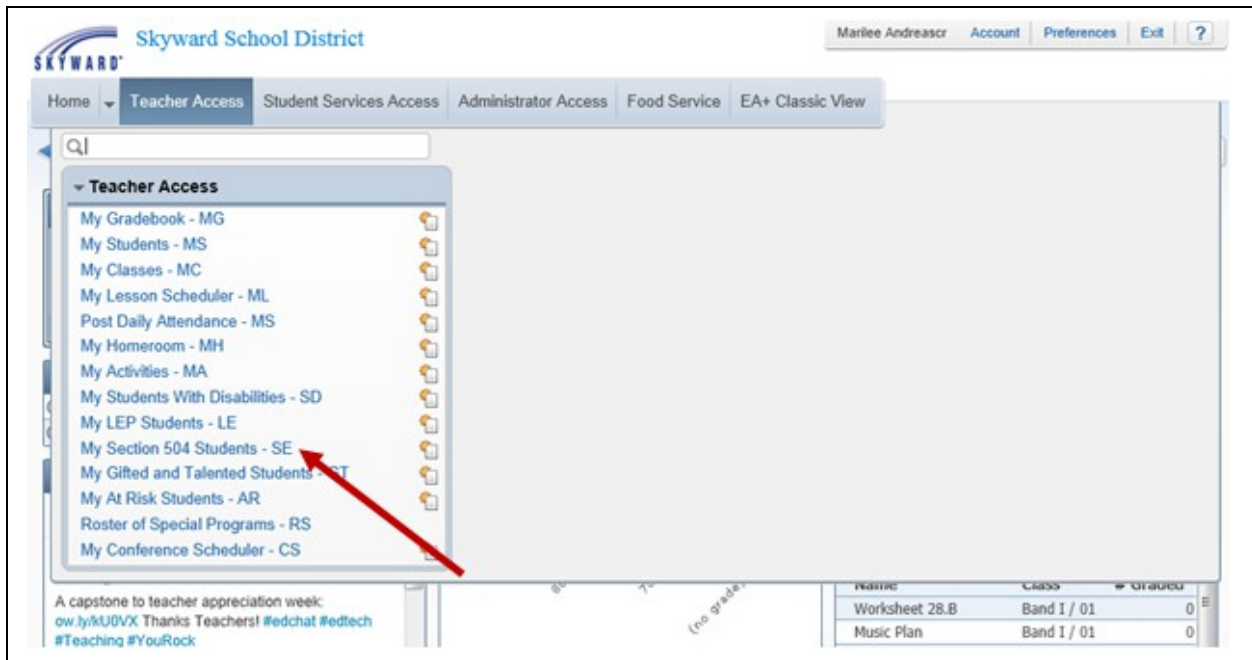 Skyward School District
SKYWARD
Marilee Andreascr Account Preferences Exit ?
Home Teacher Access Student Services Access Administrator Access Food Service EA+ Classic View
Teacher Access
My Gradebook - MG
My Students - MS
My Classes - MC
My Lesson Scheduler - ML
Post Daily Attendance - MS
My Homeroom - MH
My Activities - MA
My Students With Disabilities - SD
My LEP Students - LE
My Section 504 Students - SE
My Gifted and Talented Students -
My At Risk Students - AR
Roster of Special Programs - RS
My Conference Scheduler - CS
A capstone to teacher appreciation week:
ow.ly/kU0VX Thanks Teachers! #edchat #edtech
#Teaching #YouRock
(no grade)
Name Class # Graded
Worksheet 28.B Band I / 01 0
Music Plan Band I / 01 0